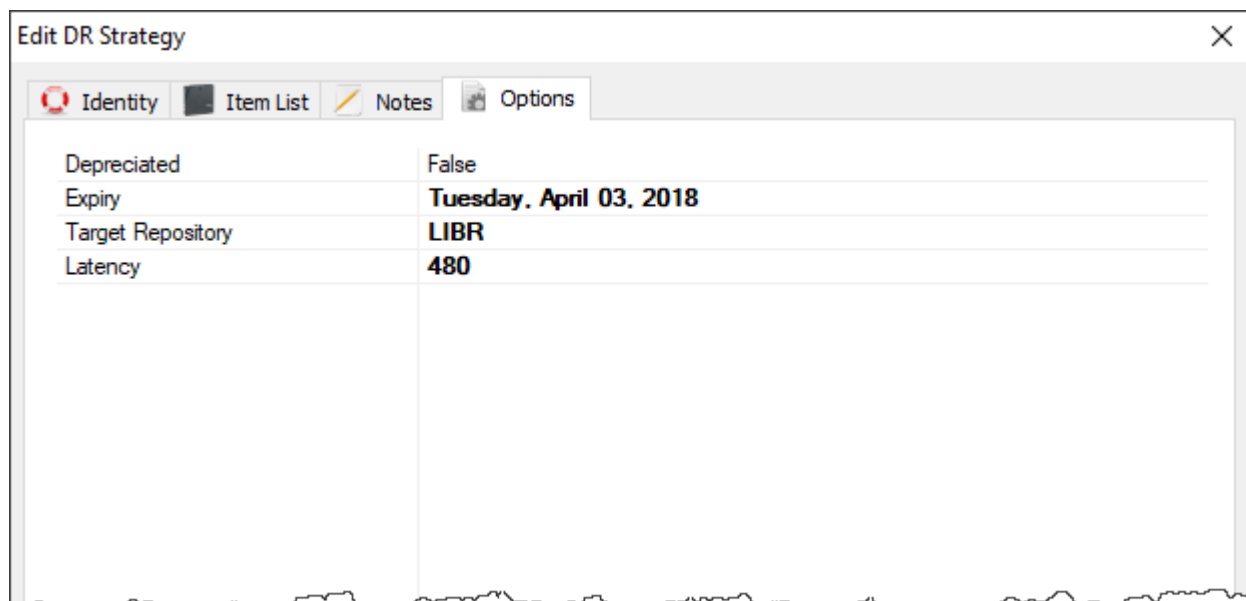 Edit DR Strategy
Identity Item List Notes Options
Depreciated False
Expiry Tuesday, April 03, 2018
Target Repository LIBR
Latency 480